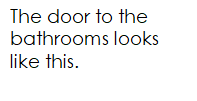 The door to the
bathrooms looks
like this.